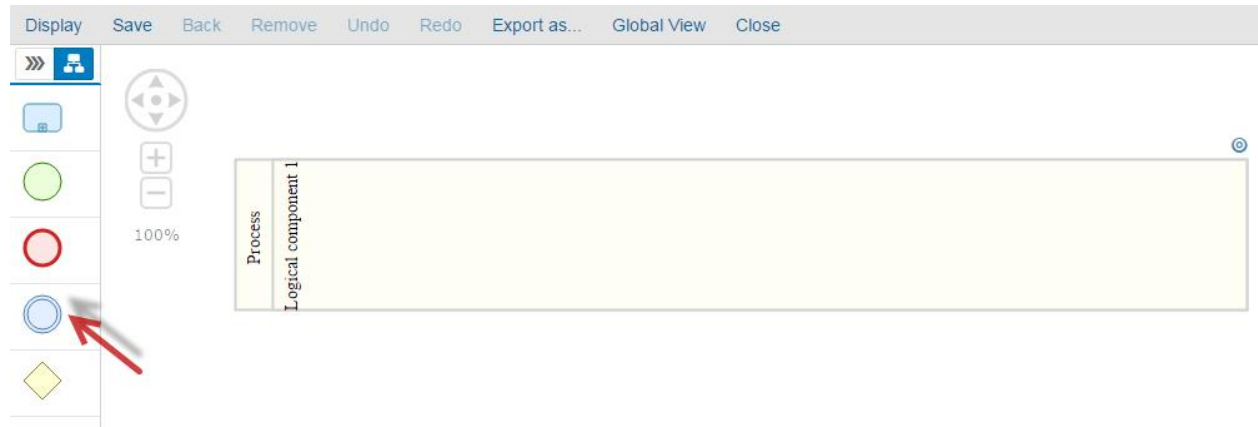 Display Save Back Remove Undo Redo Export as... Global View Close
100%
Process
Logical component 1